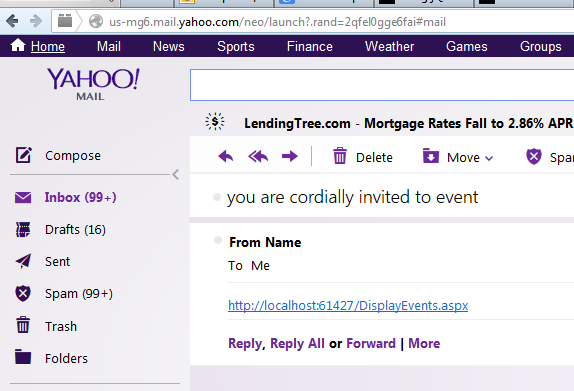 us-mg6.mail.yahoo.com/neo/launch?.rand=2qfel0gge6fai#mail
Home Mail News Sports Finance Weather Games Groups
YAHOO!
MAIL
LendingTree.com - Mortgage Rates Fall to 2.86% APR
Compose
Delete Move Spam
Inbox (99+)
you are cordially invited to event
Drafts (16)
From Name
Sent
To Me
Spam (99+)
http://localhost:61427/DisplayEvents.aspx
Trash
Reply, Reply All or Forward | More
Folders